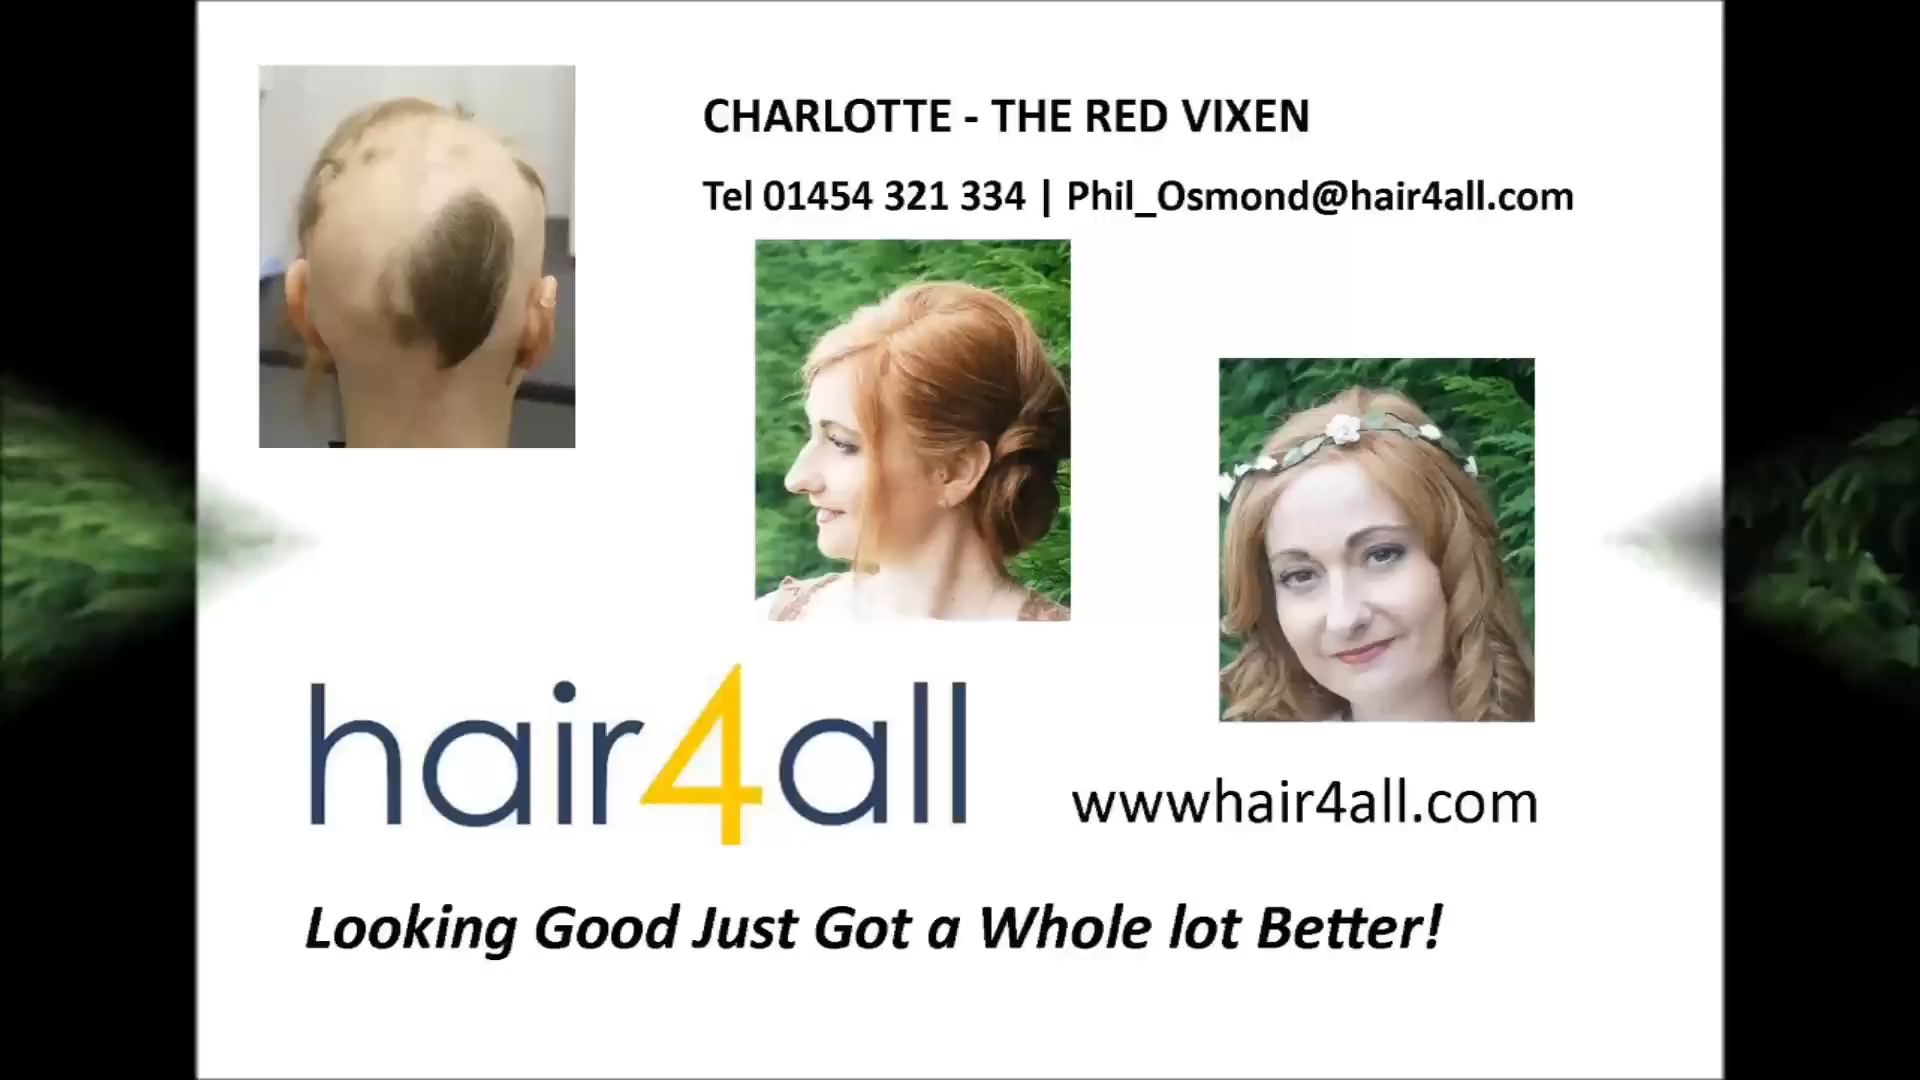 CHARLOTTE - THE RED VIXEN
Tel 01454 321 334 | Phil_Osmond@hair4all.com
hair4all
wwwhair4all.com
Looking Good Just Got a Whole lot Better!